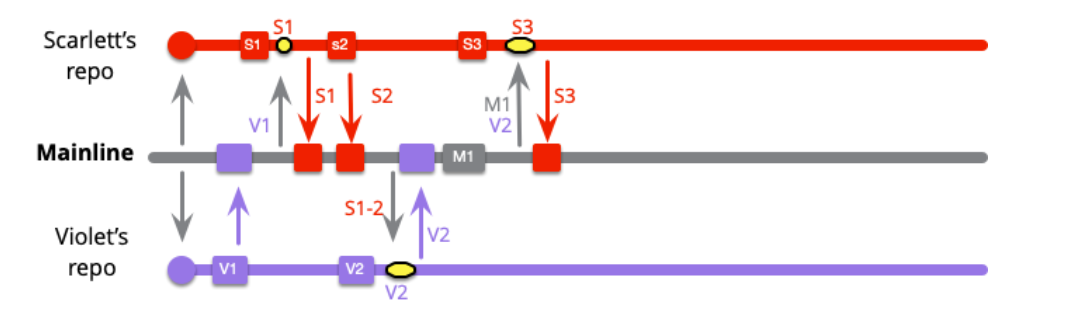 S1
S3
Scarlett's
repo
S1
s2
S3
S1
S2
M1
V2
S3
V1
Mainline
M1
S1-2
V2
Violet's
repo
V1
V2
V2